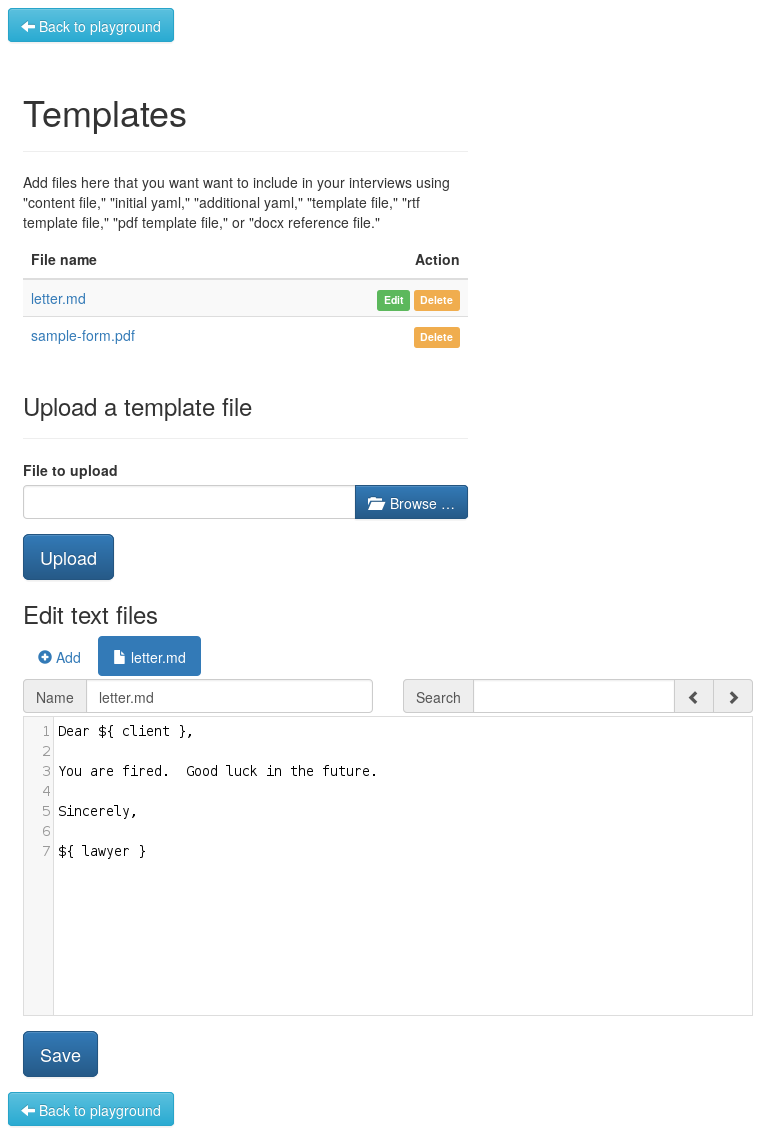 Back to playground
Templates
Add files here that you want want to include in your interviews using
"content file," "initial yaml," "additional yaml," "template file," "rtf
template file," "pdf template file," or "docx reference file."
File name Action
letter.md Edit Delete
sample-form.pdf Delete
Upload a template file
File to upload
Browse …
Upload
Edit text files
Add letter.md
Name letter.md Search
1 Dear ${ client },
2
3 You are fired.  Good luck in the future.
4
5 Sincerely,
6
7 ${ lawyer }
Save
Back to playground